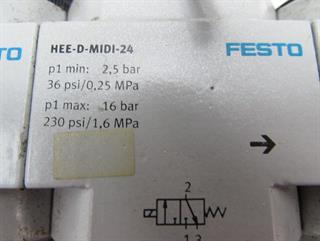 HEE-D-MIDI-24
FESTO
p1 min: 2,5 bar
36 psi/0,25 MPa
p1 max: 16 bar
230 psi/1,6 MPa
2
1 3